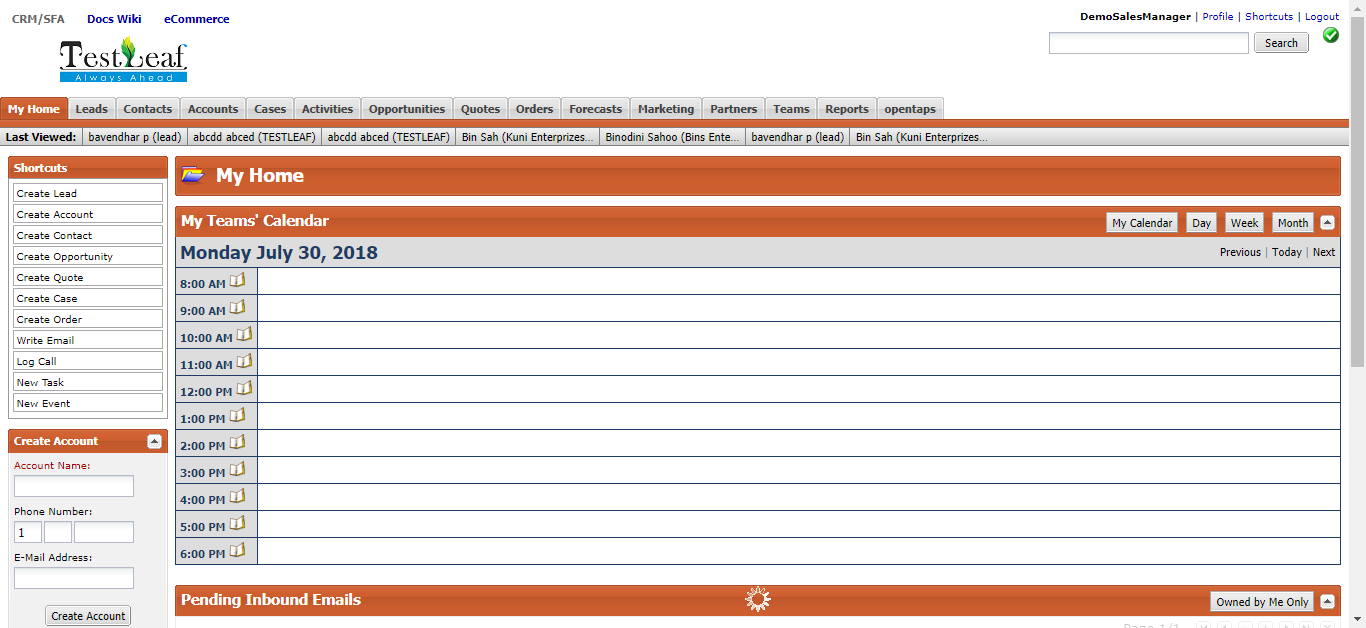 CRM/SFA Docs Wiki eCommerce
DemoSalesManager | Profile | Shortcuts | Logout
Search
TestLeaf
Always Ahead
My Home Leads Contacts Accounts Cases Activities Opportunities Quotes Orders Forecasts Marketing Partners Teams Reports opentaps
Last Viewed: bavendhar p (lead) abcdd abced (TESTLEAF) abcdd abced (TESTLEAF) Bin Sah (Kuni Enterprizes... Binodini Sahoo (Bins Ente... bavendhar p (lead) Bin Sah (Kuni Enterprizes...
Shortcuts
Create Lead
Create Account
Create Contact
Create Opportunity
Create Quote
Create Case
Create Order
Write Email
Log Call
New Task
New Event
Create Account
Account Name:
Phone Number:
1
E-Mail Address:
Create Account
My Home
My Teams' Calendar
My Calendar Day Week Month
Monday July 30, 2018
Previous | Today | Next
8:00 AM
9:00 AM
10:00 AM
11:00 AM
12:00 PM
1:00 PM
2:00 PM
3:00 PM
4:00 PM
5:00 PM
6:00 PM
Pending Inbound Emails
Owned by Me Only
Page 1/1